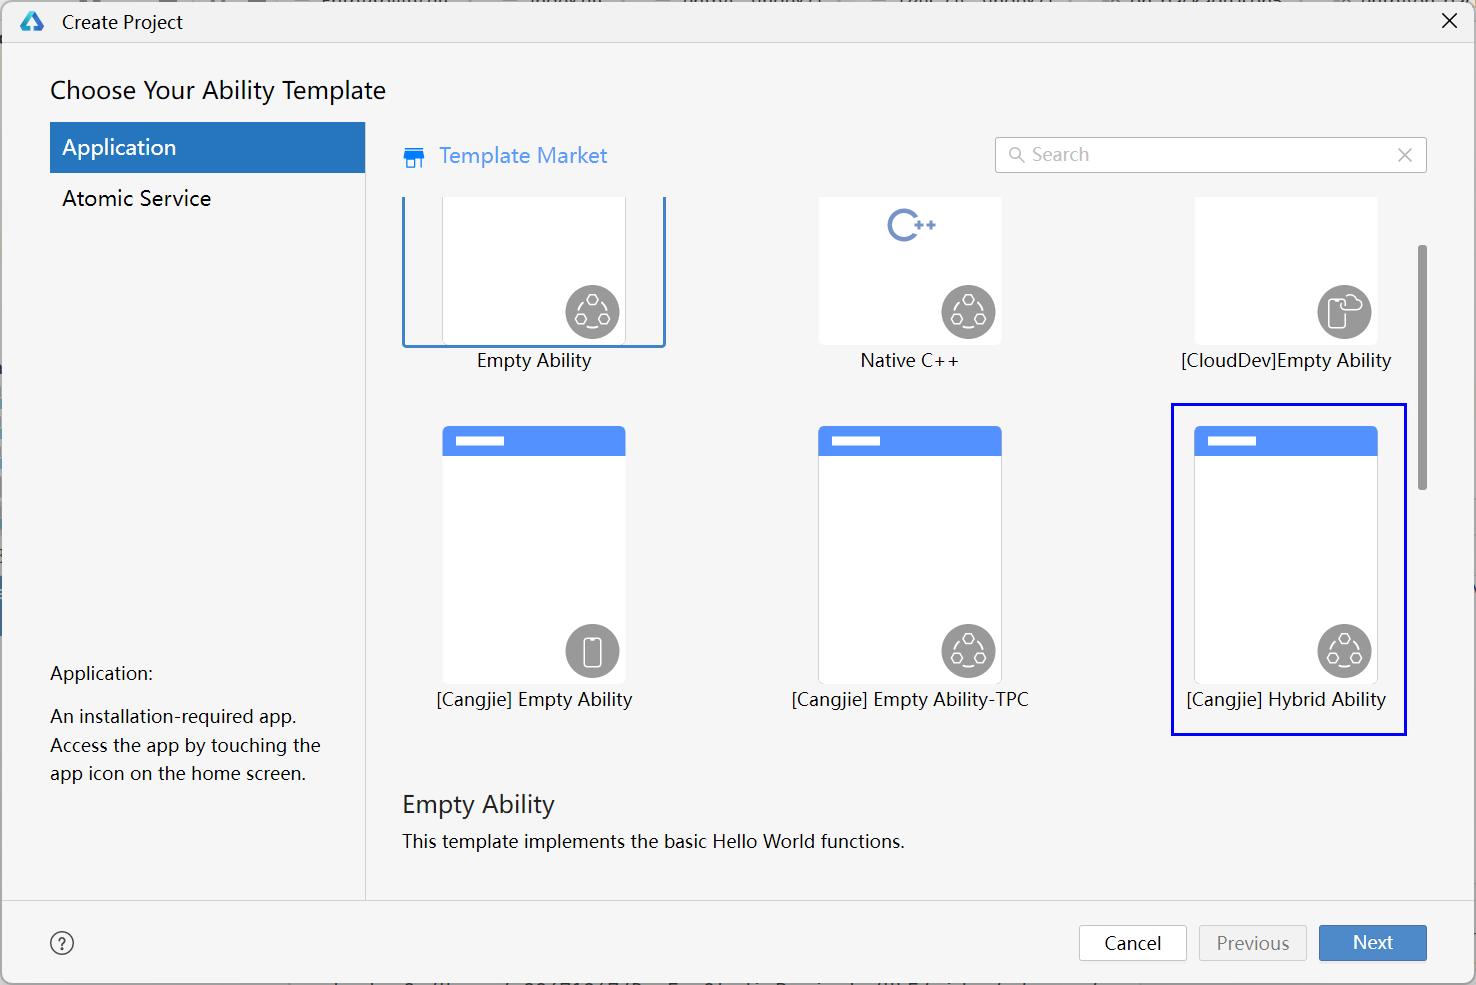 Create Project
Choose Your Ability Template
Application
Atomic Service
Template Market
Search
C++
Empty Ability
Native C++
[CloudDev]Empty Ability
[Cangjie] Empty Ability
[Cangjie] Empty Ability-TPC
[Cangjie] Hybrid Ability
Application:
An installation-required app.
Access the app by touching the
app icon on the home screen.
Empty Ability
This template implements the basic Hello World functions.
?
Cancel
Previous
Next